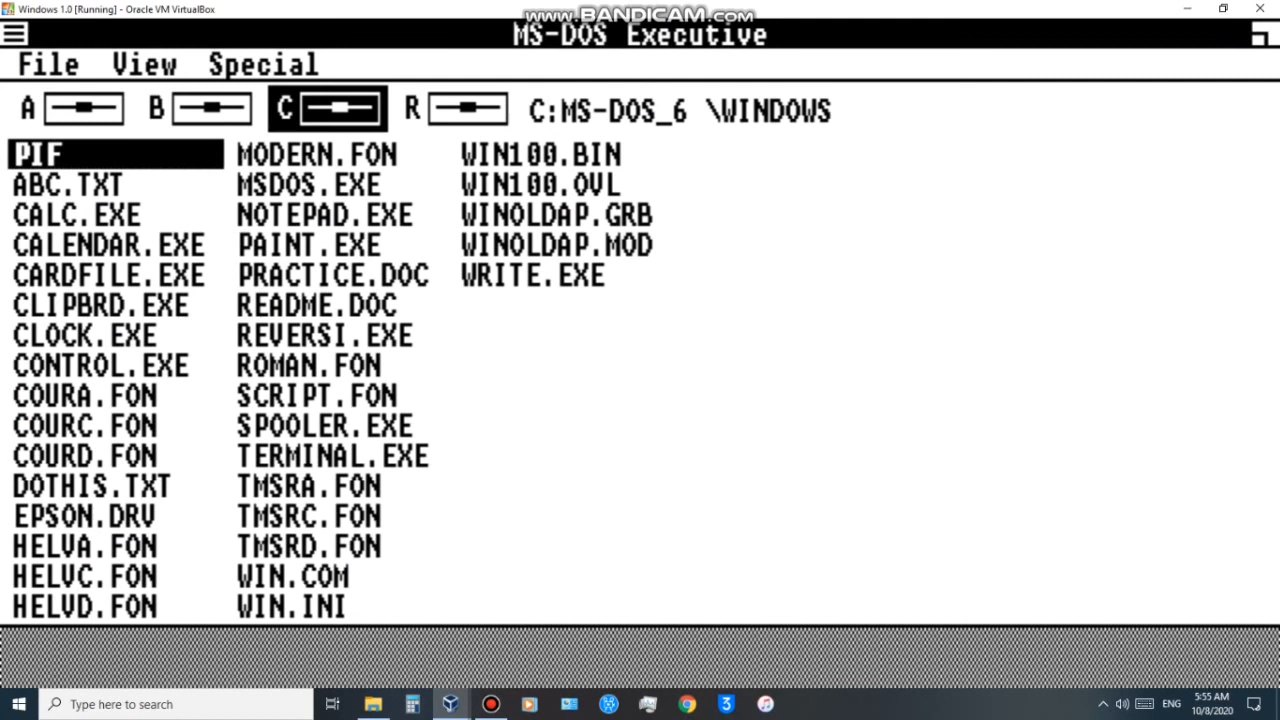 Windows 1.0 [Running] - Oracle VM VirtualBox
www.BANDICAM.com
MS-DOS Executive
File View Special
A B C R C:MS-DOS_6 \WINDOWS
PIF MODERN.FON WIN100.BIN
ABC.TXT MSDOS.EXE WIN100.OVL
CALC.EXE NOTEPAD.EXE WINOLDAP.GRB
CALENDAR.EXE PAINT.EXE WINOLDAP.MOD
CARDFILE.EXE PRACTICE.DOC WRITE.EXE
CLIPBRD.EXE README.DOC
CLOCK.EXE REVERSI.EXE
CONTROL.EXE ROMAN.FON
COURA.FON SCRIPT.FON
COURC.FON SPOOLER.EXE
COURD.FON TERMINAL.EXE
DOTHIS.TXT TMSRA.FON
EPSON.DRV TMSRC.FON
HELVA.FON TMSRD.FON
HELVC.FON WIN.COM
HELVD.FON WIN.INI
Type here to search
3
ENG
5:55 AM
10/8/2020